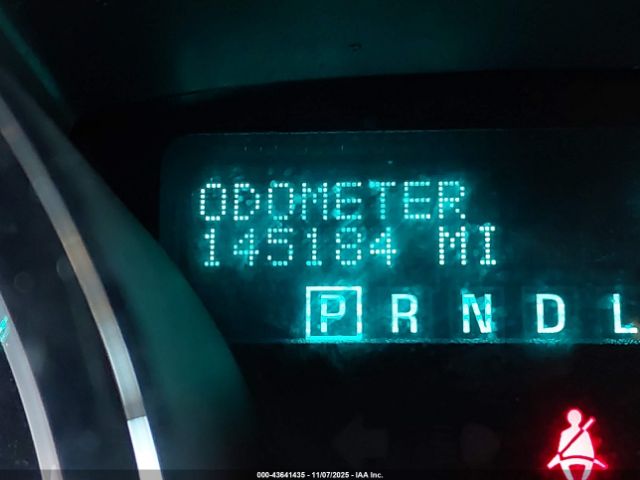 ODOMETER
145184 MI
P R N D L
000-43641435 - 11/07/2025 - IAA Inc.